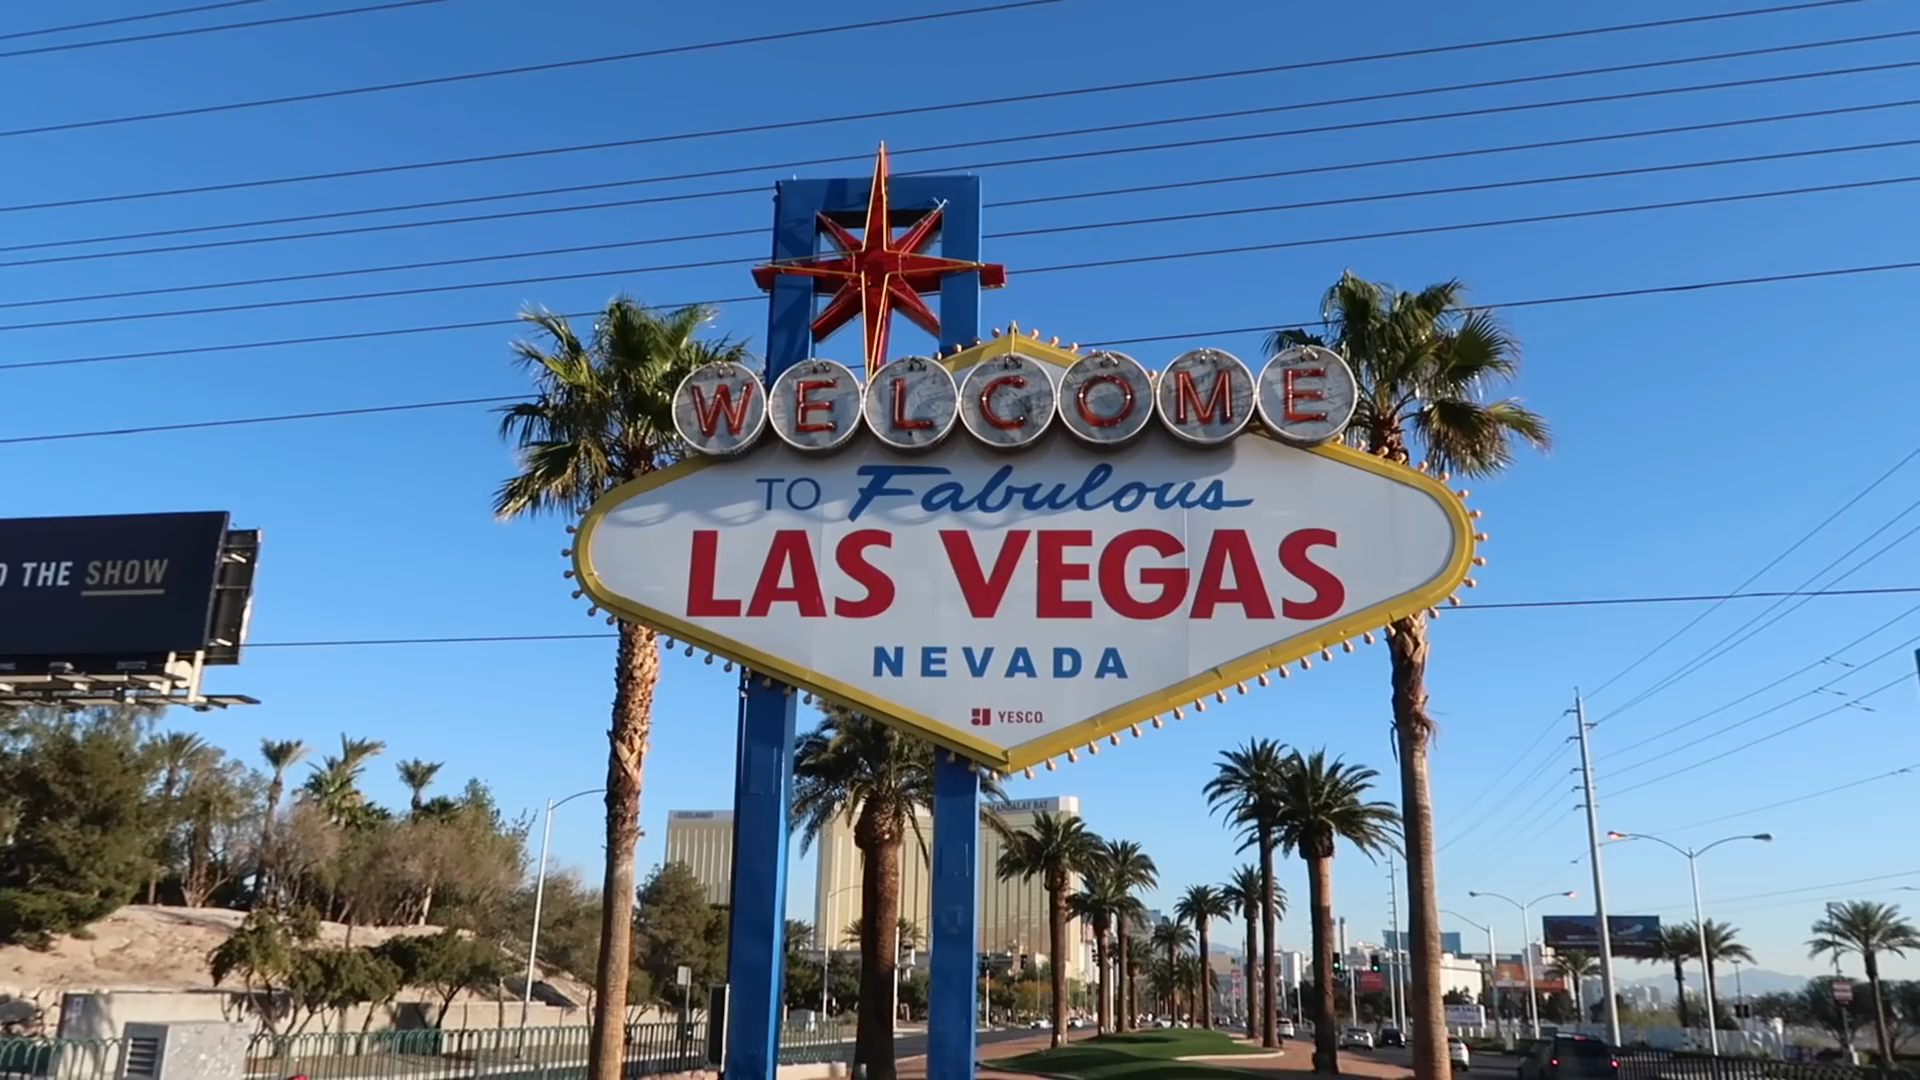 WELCOME
TO Fabulous
LAS VEGAS
NEVADA
YESCO
THE SHOW
MANDALAY BAY